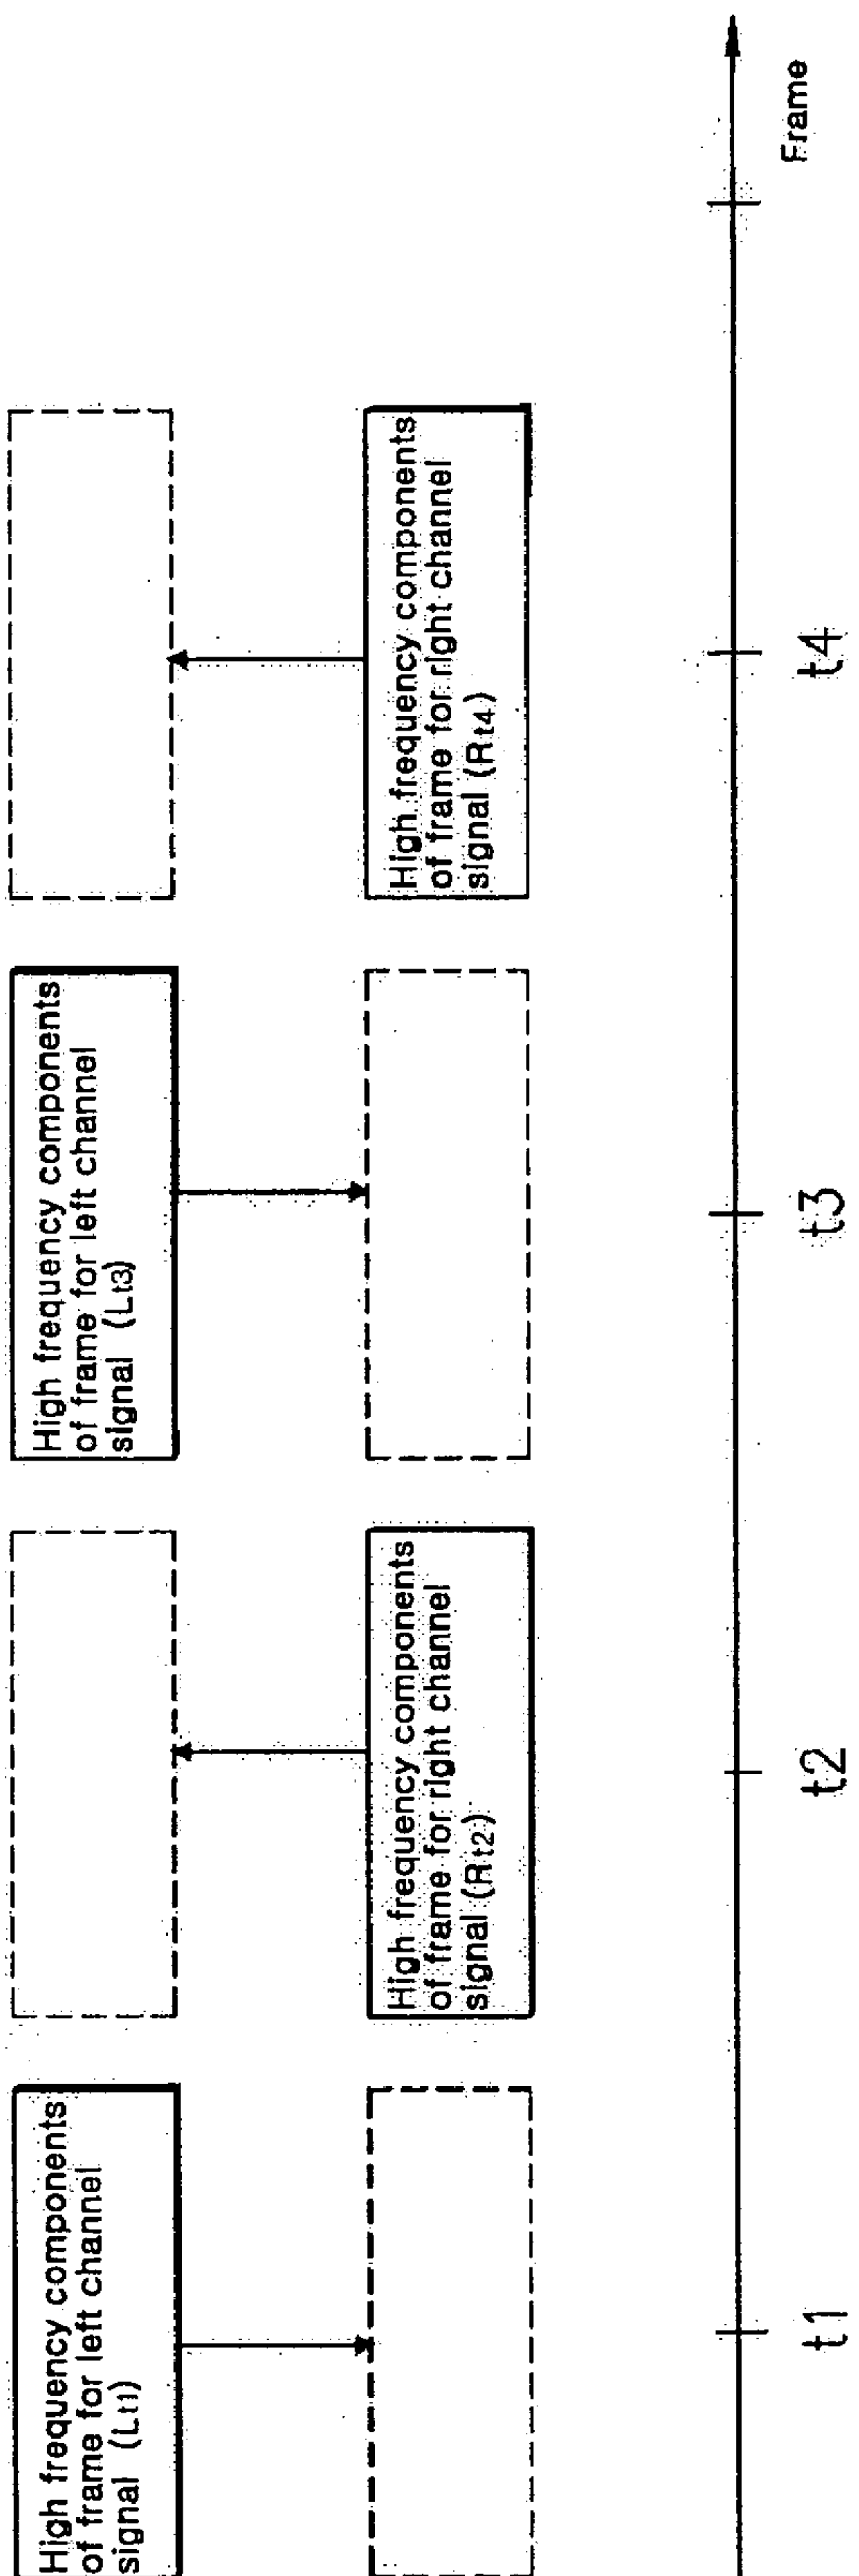 High frequency components
of frame for left channel
signal (Lt1)
High frequency components
of frame for right channel
signal (Rt2)
High frequency components
of frame for left channel
signal (Lt3)
High frequency components
of frame for right channel
signal (Rt4)
t1
t2
t3
t4
Frame